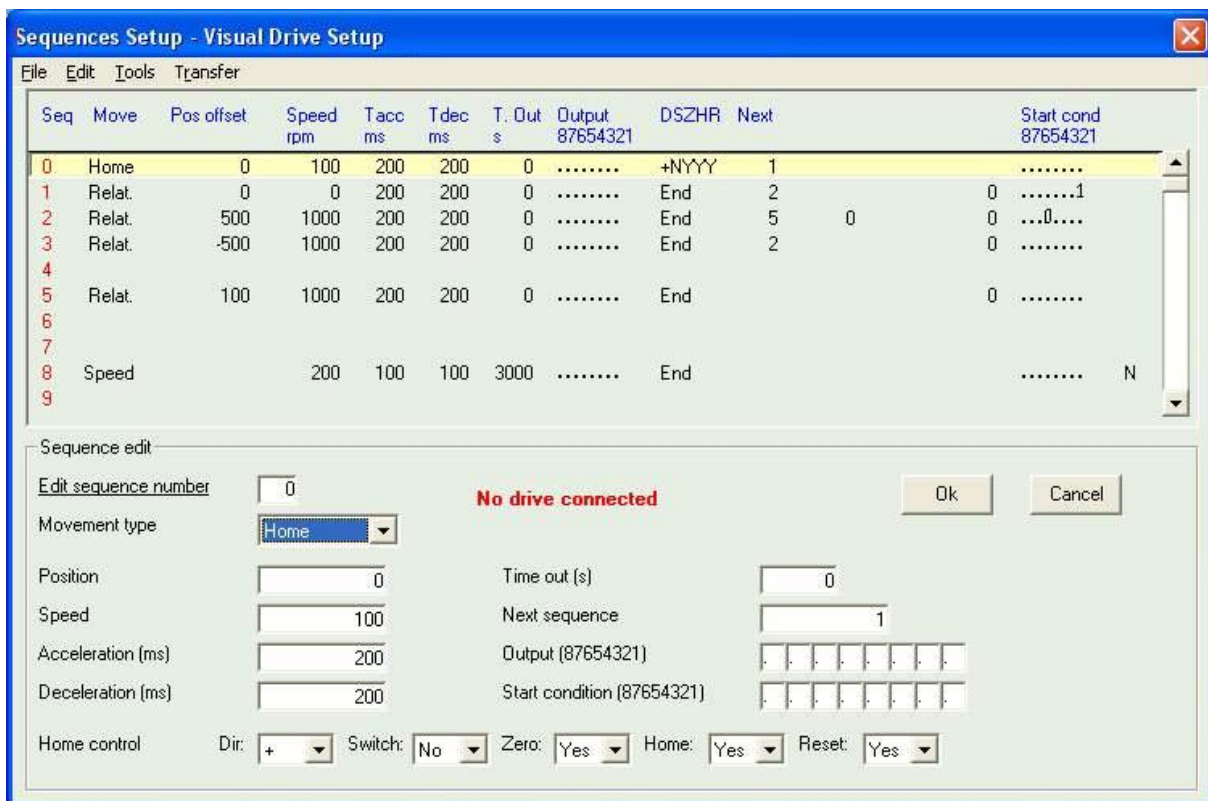 Sequences Setup - Visual Drive Setup
File Edit Tools Transfer
Seq Move Pos offset Speed rpm Tacc ms Tdec ms T. Out s Output 87654321 DSZHR Next Start cond 87654321
0 Home 0 100 200 200 0 ........ +NYYY 1 ........
1 Relat. 0 0 200 200 0 ........ End 2 0 .......1
2 Relat. 500 1000 200 200 0 ........ End 5 0 0 ...0....
3 Relat. -500 1000 200 200 0 ........ End 2 0 ........
4
5 Relat. 100 1000 200 200 0 ........ End 0 ........
6
7
8 Speed 200 100 100 3000 ........ End ........ N
9
Sequence edit
Edit sequence number 0 No drive connected Ok Cancel
Movement type Home
Position 0 Time out (s) 0
Speed 100 Next sequence 1
Acceleration (ms) 200 Output (87654321) . . . . . . . .
Deceleration (ms) 200 Start condition (87654321) . . . . . . . .
Home control Dir: + Switch: No Zero: Yes Home: Yes Reset: Yes